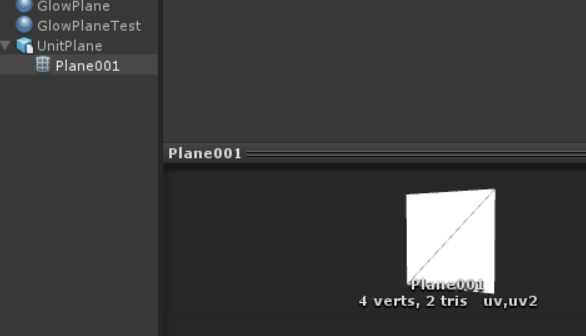 GlowPlane
GlowPlaneTest
UnitPlane
Plane001
Plane001
Plane001
4 verts, 2 tris uv,uv2